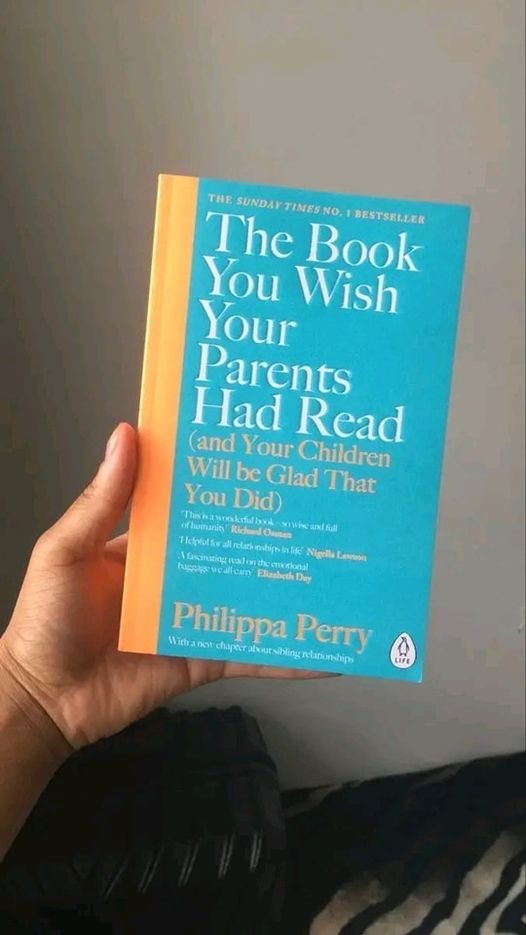 THE SUNDAY TIMES NO. 1 BESTSELLER
The Book
You Wish
Your
Parents
Had Read
(and Your Children
Will be Glad That
You Did)
'This is a wonderful book – so wise and full
of humanity' Richard Osman
'Helpful for all relationships in life' Nigella Lawson
'A fascinating read on the emotional
baggage we all carry' Elizabeth Day
Philippa Perry
With a new chapter about sibling relationships
LIFE